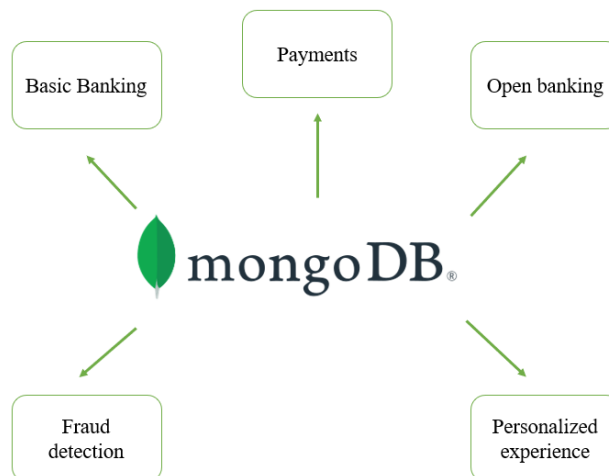 Payments
Basic Banking
Open banking
mongoDB®
Fraud
detection
Personalized
experience